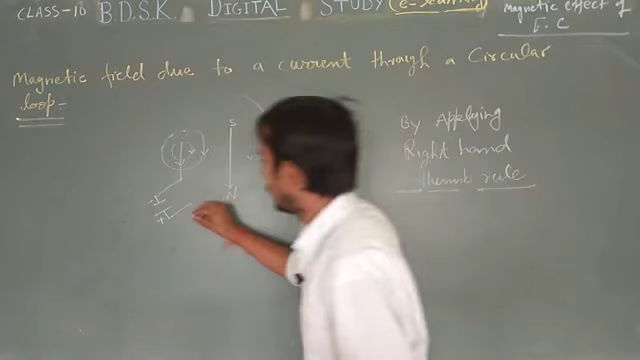 CLASS-10 B.D.S.K DIGITAL STUDY (e-learning)
Magnetic effect of E.C
Magnetic field due to a current through a Circular
loop:-
By Applying
Right hand
thumb rule
S
N